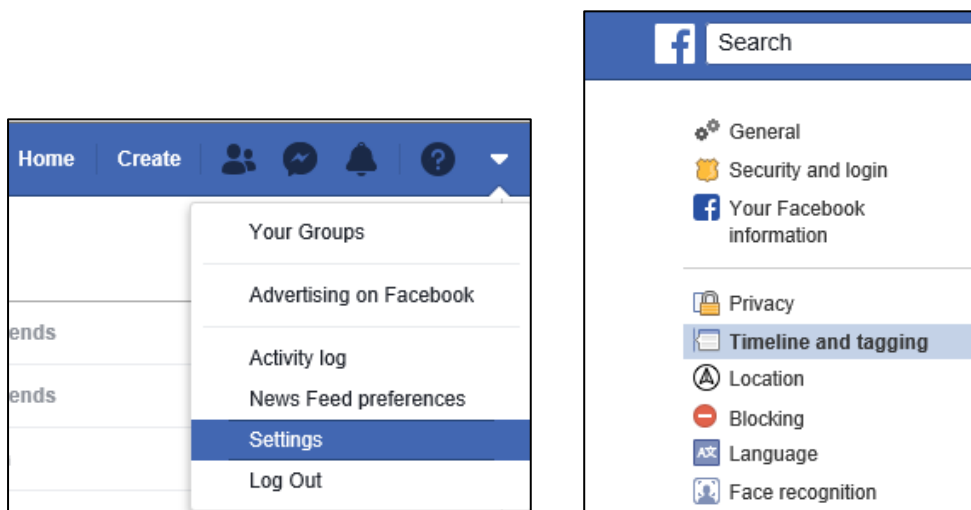 Home Create
Your Groups
Advertising on Facebook
ends
Activity log
ends
News Feed preferences
Settings
Log Out
Search
General
Security and login
Your Facebook
information
Privacy
Timeline and tagging
Location
Blocking
Language
Face recognition